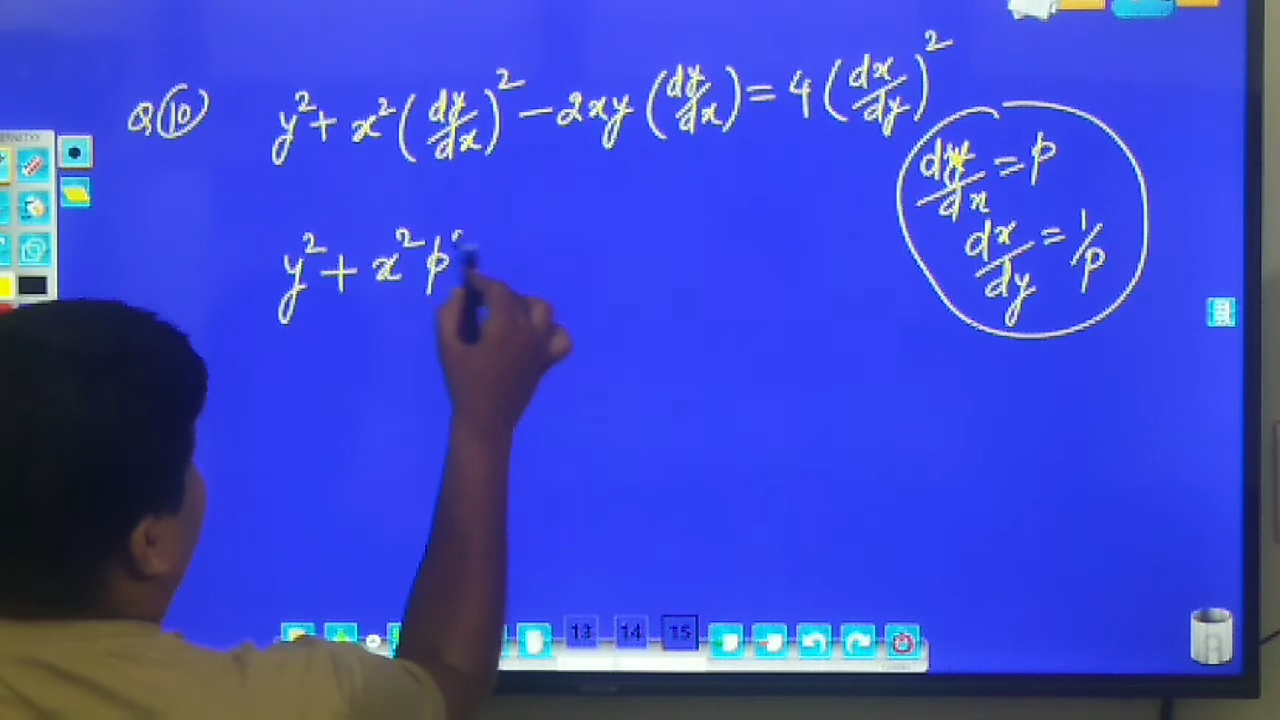 Q 10 y² + x² (dy/dx)² - 2xy (dy/dx) = 4 (dx/dy)²
dy/dx = p
dx/dy = 1/p
y² + x² p
13 14 15